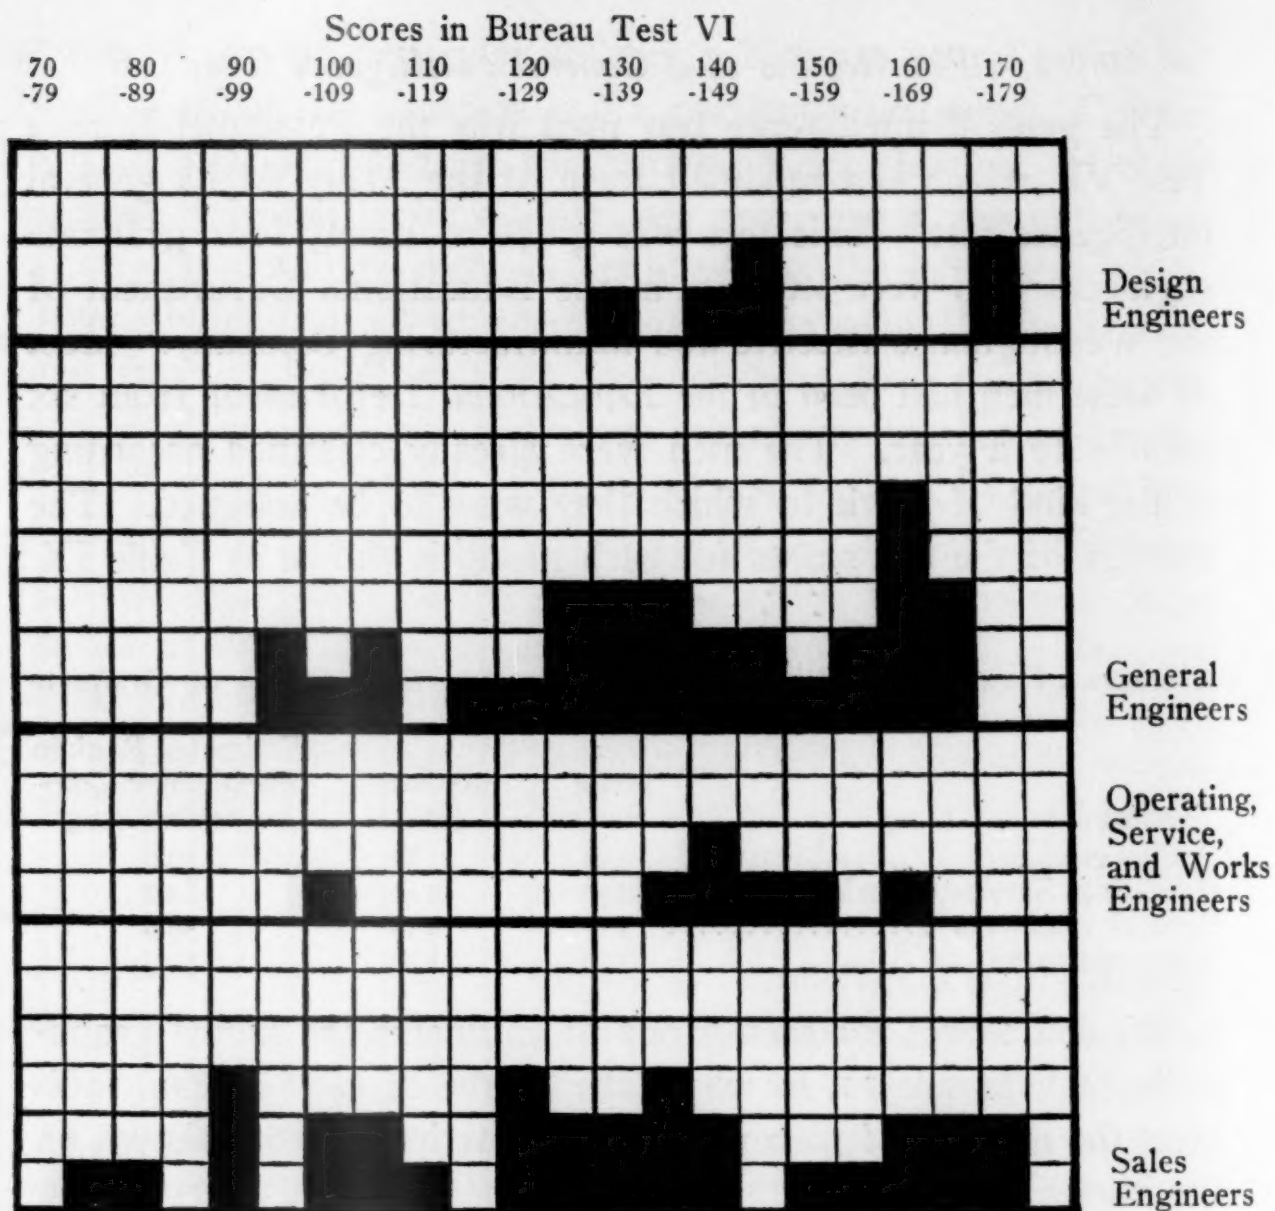 Scores in Bureau Test VI
70 80 90 100 110 120 130 140 150 160 170
-79 -89 -99 -109 -119 -129 -139 -149 -159 -169 -179
Design
Engineers
General
Engineers
Operating,
Service,
and Works
Engineers
Sales
Engineers